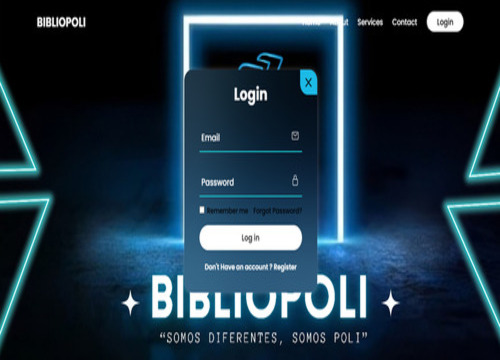 BIBLIOPOLI
Home About Services Contact Login
X
Login
Email
Password
Remember me Forgot Password?
Log in
Don't Have an account ? Register
BIBLIOPOLI
“SOMOS DIFERENTES, SOMOS POLI”